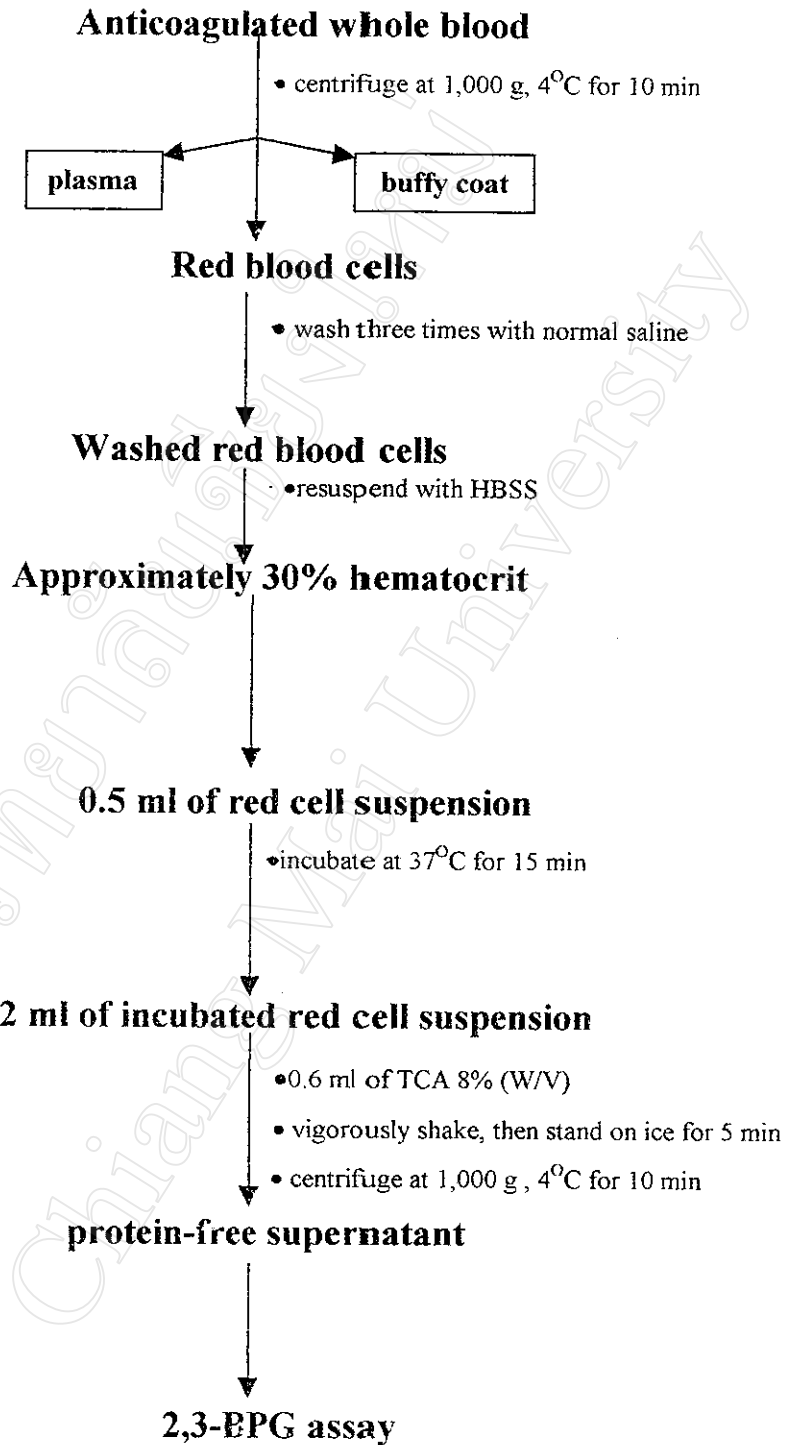 Anticoagulated whole blood
• centrifuge at 1,000 g, 4°C for 10 min
plasma
buffy coat
Red blood cells
• wash three times with normal saline
Washed red blood cells
•resuspend with HBSS
Approximately 30% hematocrit
0.5 ml of red cell suspension
•incubate at 37°C for 15 min
2 ml of incubated red cell suspension
•0.6 ml of TCA 8% (W/V)
• vigorously shake, then stand on ice for 5 min
• centrifuge at 1,000 g , 4°C for 10 min
protein-free supernatant
2,3-BPG assay
Chiang Mai University